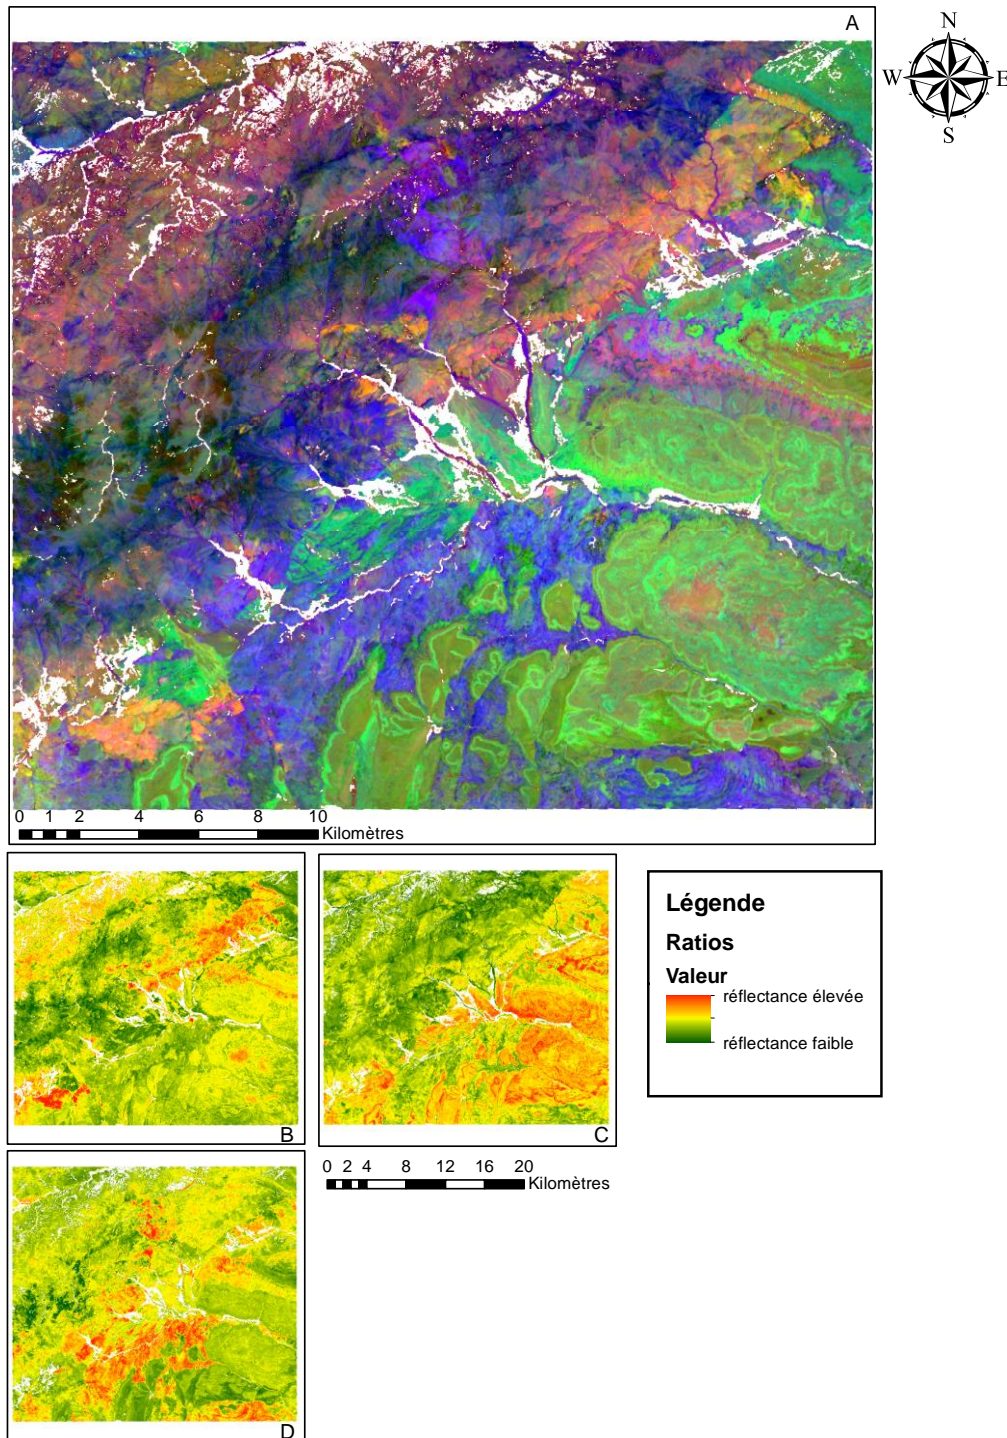 A
N
W E
S
0 1 2 4 6 8 10
Kilomètres
B
C
Légende
Ratios
Valeur
réflectance élevée
réflectance faible
0 2 4 8 12 16 20
Kilomètres
D